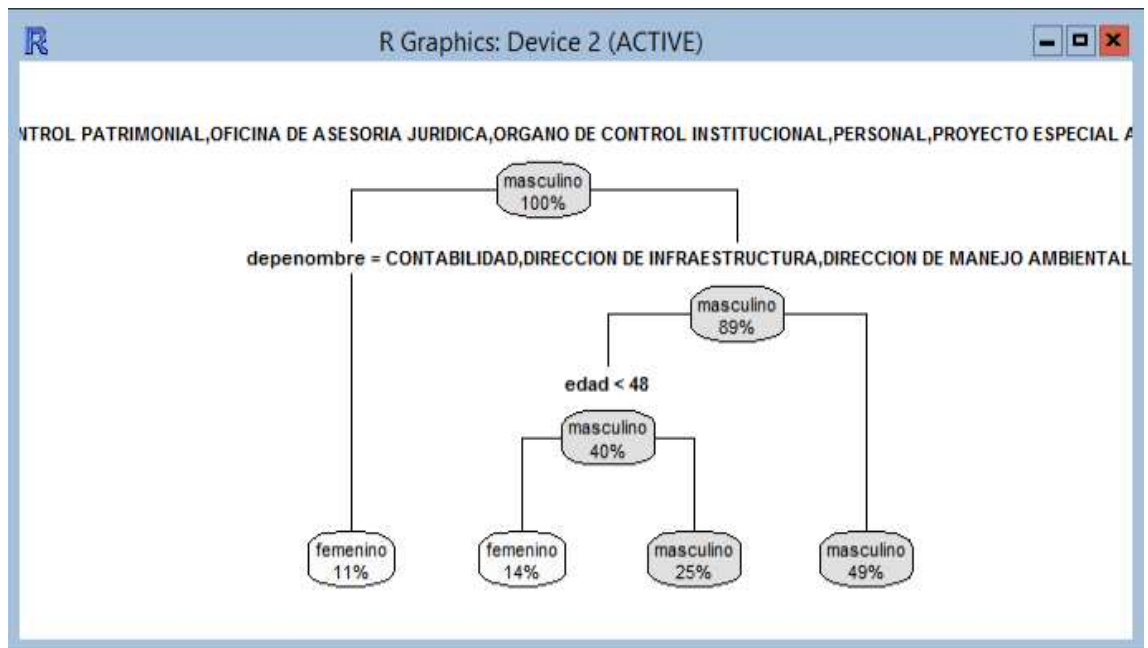 R Graphics: Device 2 (ACTIVE)
NTROL PATRIMONIAL,OFICINA DE ASESORIA JURIDICA,ORGANO DE CONTROL INSTITUCIONAL,PERSONAL,PROYECTO ESPECIAL A
masculino
100%
depenombre = CONTABILIDAD,DIRECCION DE INFRAESTRUCTURA,DIRECCION DE MANEJO AMBIENTAL
masculino
89%
edad < 48
masculino
40%
femenino
11%
femenino
14%
masculino
25%
masculino
49%